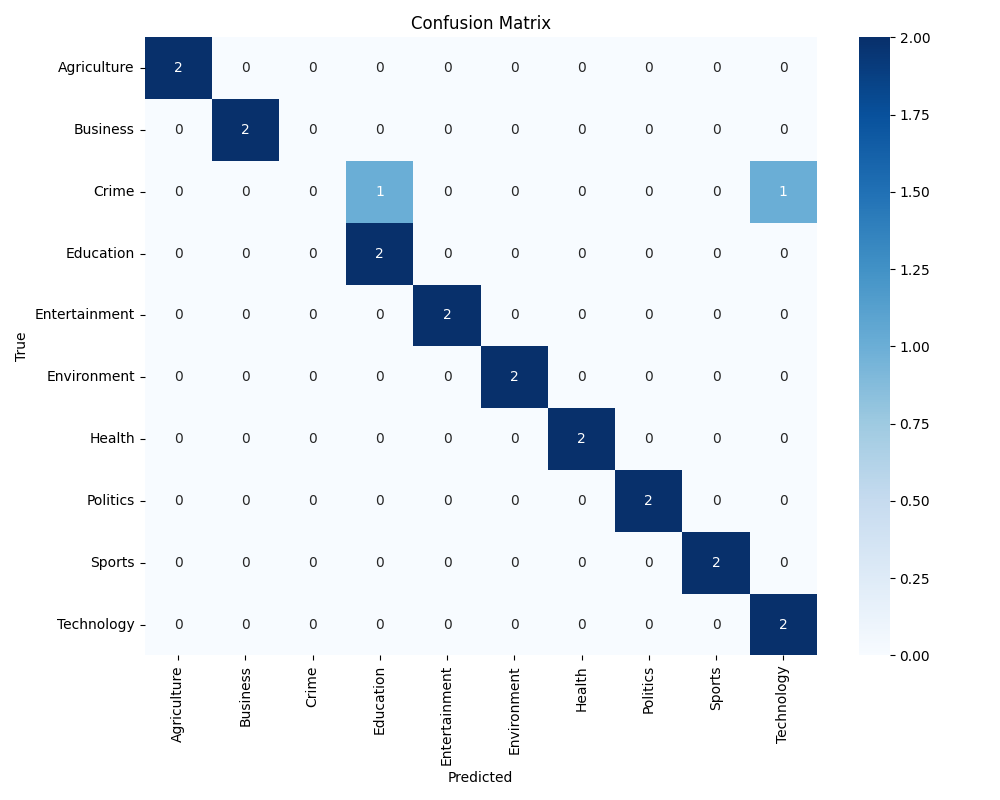 Confusion Matrix
Agriculture 2 0 0 0 0 0 0 0 0 0
Business 0 2 0 0 0 0 0 0 0 0
Crime 0 0 0 1 0 0 0 0 0 1
Education 0 0 0 2 0 0 0 0 0 0
Entertainment 0 0 0 0 2 0 0 0 0 0
Environment 0 0 0 0 0 2 0 0 0 0
Health 0 0 0 0 0 0 2 0 0 0
Politics 0 0 0 0 0 0 0 2 0 0
Sports 0 0 0 0 0 0 0 0 2 0
Technology 0 0 0 0 0 0 0 0 0 2
True
Agriculture
Business
Crime
Education
Entertainment
Environment
Health
Politics
Sports
Technology
Predicted
2.00
1.75
1.50
1.25
1.00
0.75
0.50
0.25
0.00